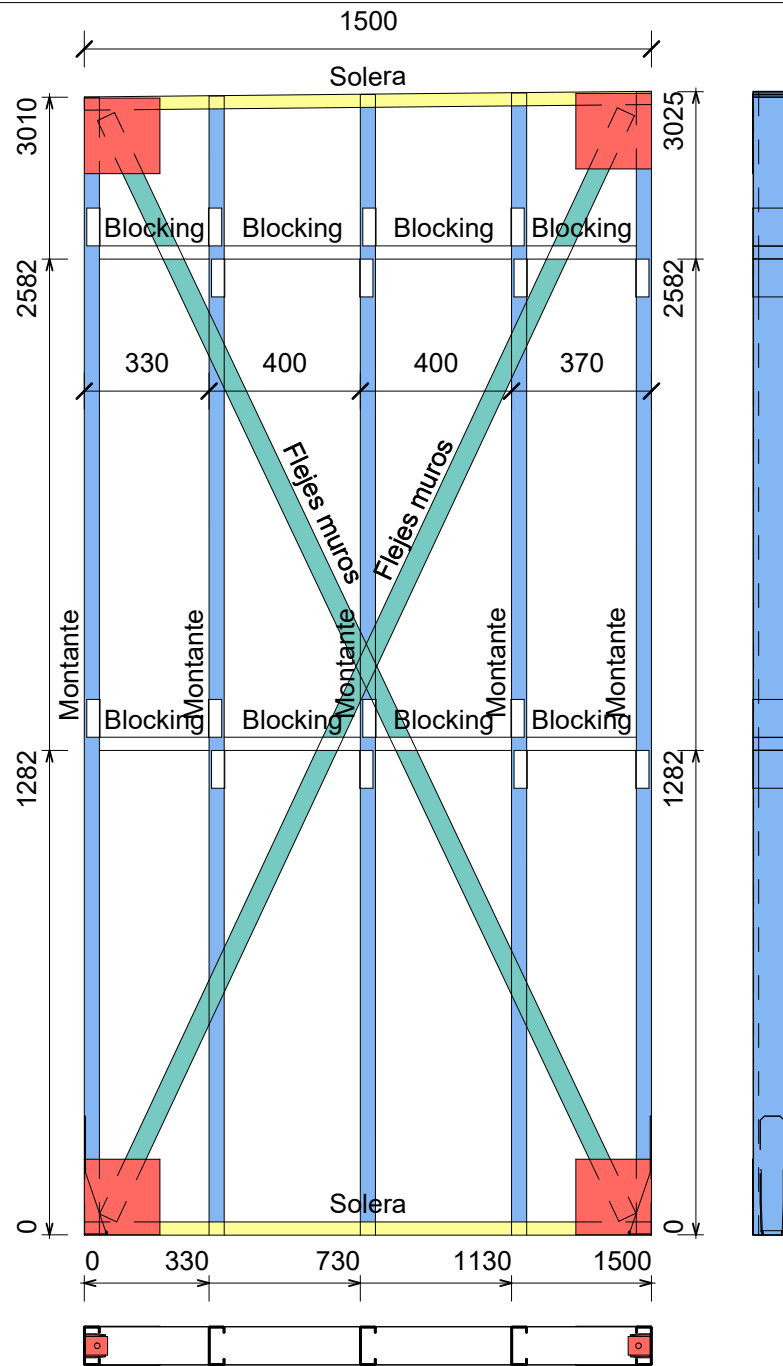 1500
Solera
3010
3025
Blocking Blocking Blocking Blocking
2582
2582
330 400 400 370
Flejes muros
Flejes muros
Montante
Montante
Montante
Montante
Montante
Blocking Blocking Blocking Blocking
1282
1282
Solera
0
0
0 330 730 1130 1500